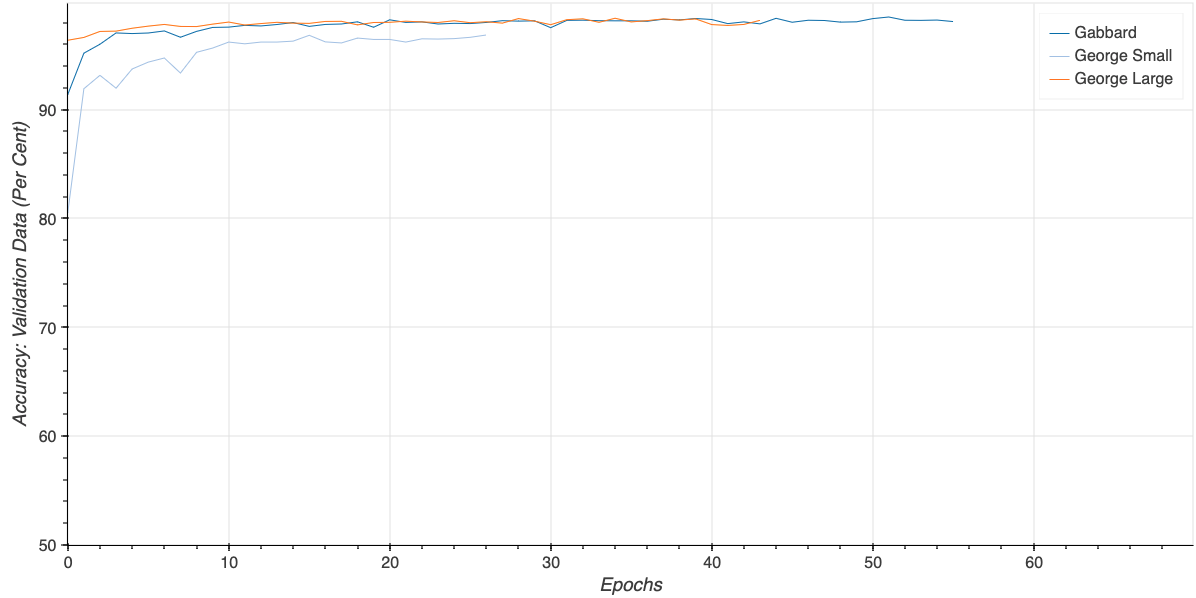 Gabbard
George Small
George Large
Accuracy: Validation Data (Per Cent)
90
80
70
60
50
0 10 20 30 40 50 60
Epochs